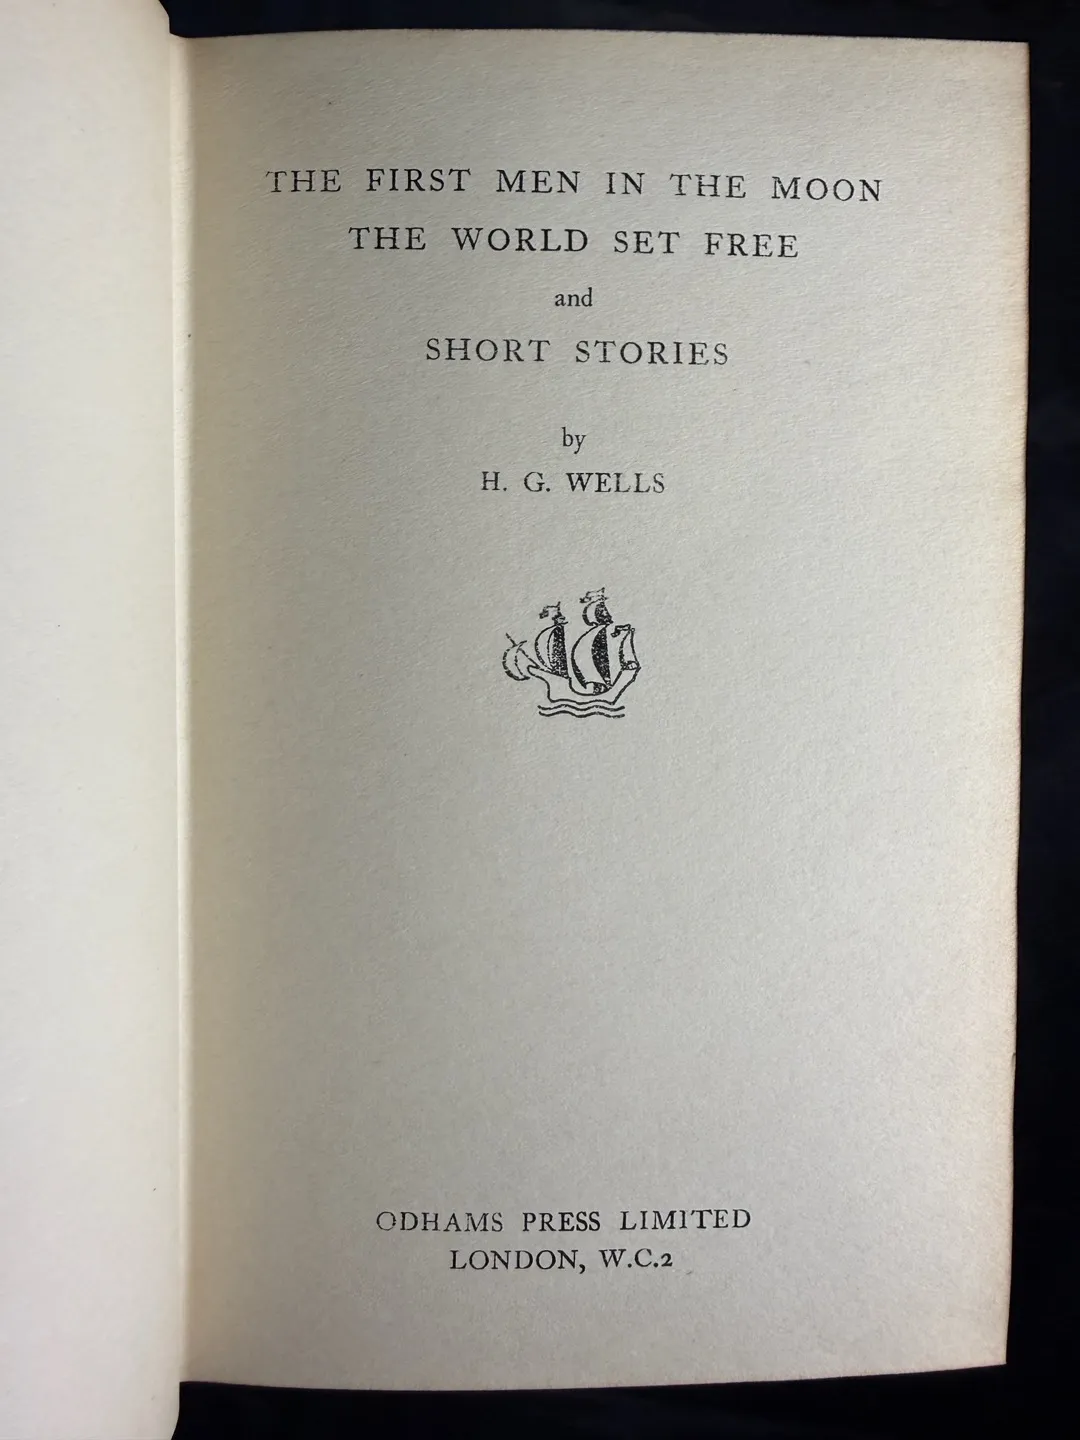 THE FIRST MEN IN THE MOON
THE WORLD SET FREE
and
SHORT STORIES
by
H. G. WELLS
ODHAMS PRESS LIMITED
LONDON, W.C.2